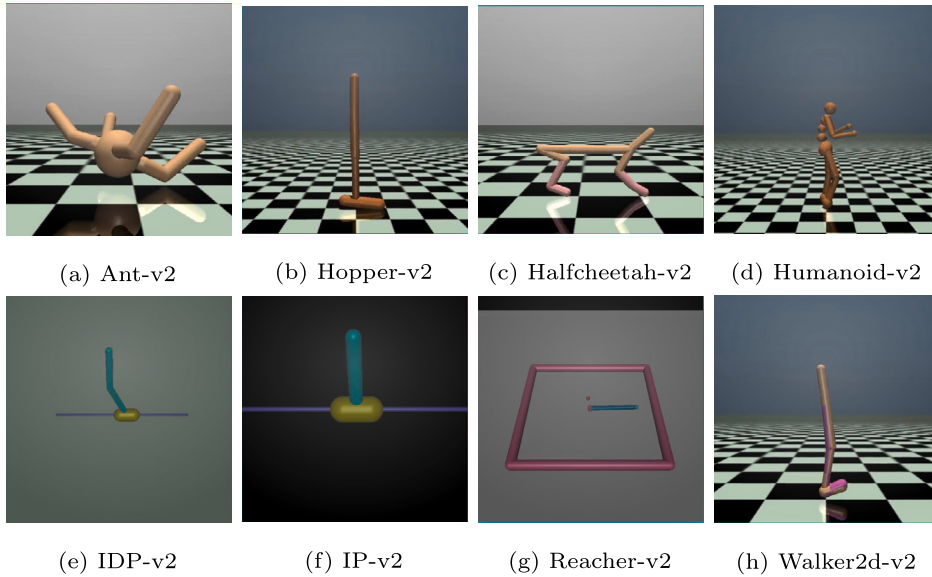 (a) Ant-v2
(b) Hopper-v2
(c) Halfcheetah-v2
(d) Humanoid-v2
(e) IDP-v2
(f) IP-v2
(g) Reacher-v2
(h) Walker2d-v2